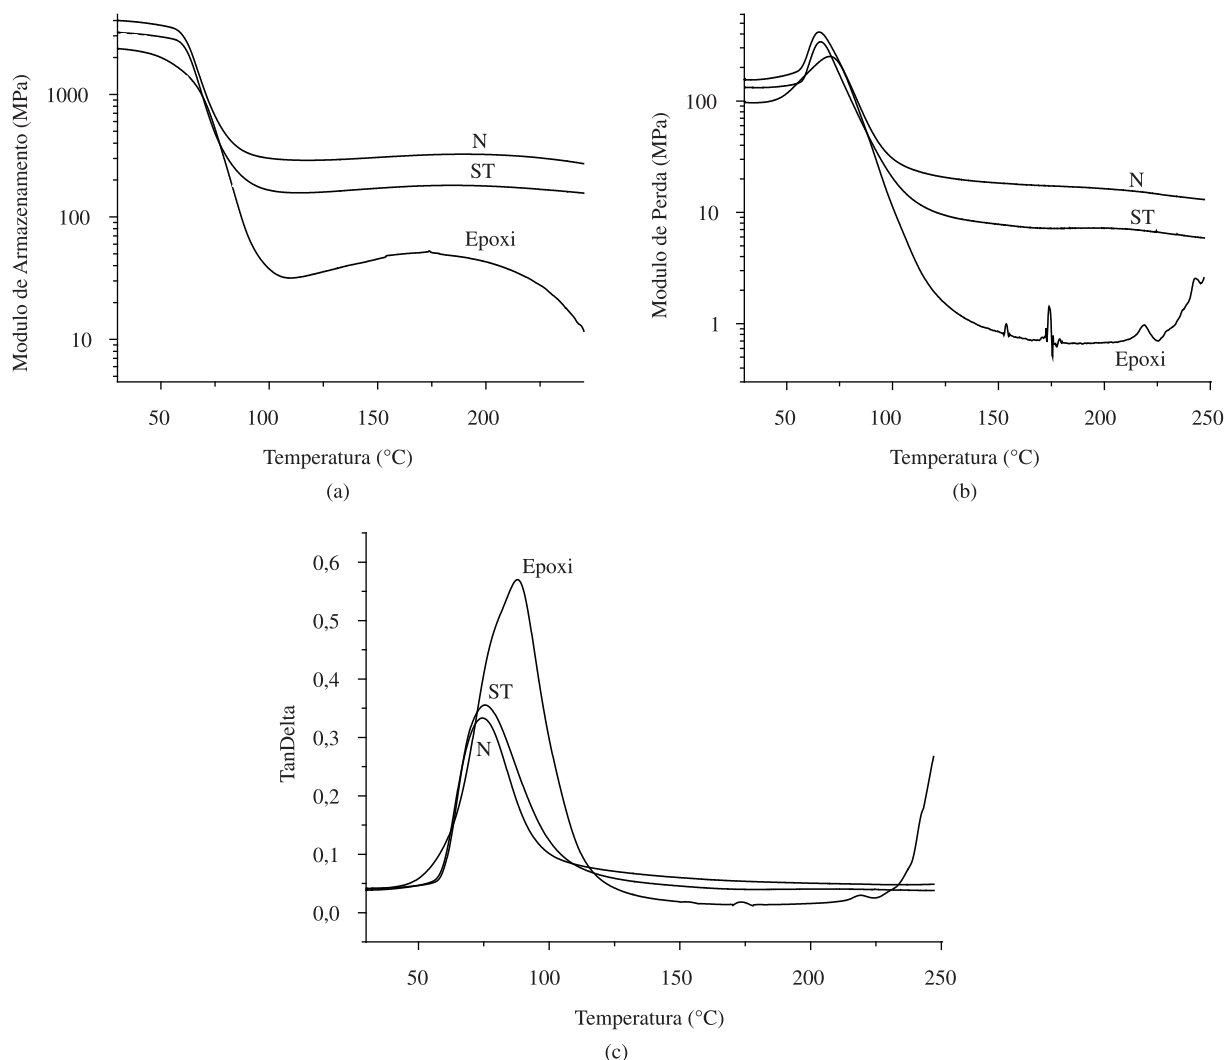 Modulo de Armazenamento (MPa)
1000
100
10
N
ST
Epoxi
50 100 150 200
Temperatura (°C)
(a)
Modulo de Perda (MPa)
100
10
1
N
ST
Epoxi
50 100 150 200 250
Temperatura (°C)
(b)
TanDelta
0,6
0,5
0,4
0,3
0,2
0,1
0,0
Epoxi
ST
N
50 100 150 200 250
Temperatura (°C)
(c)